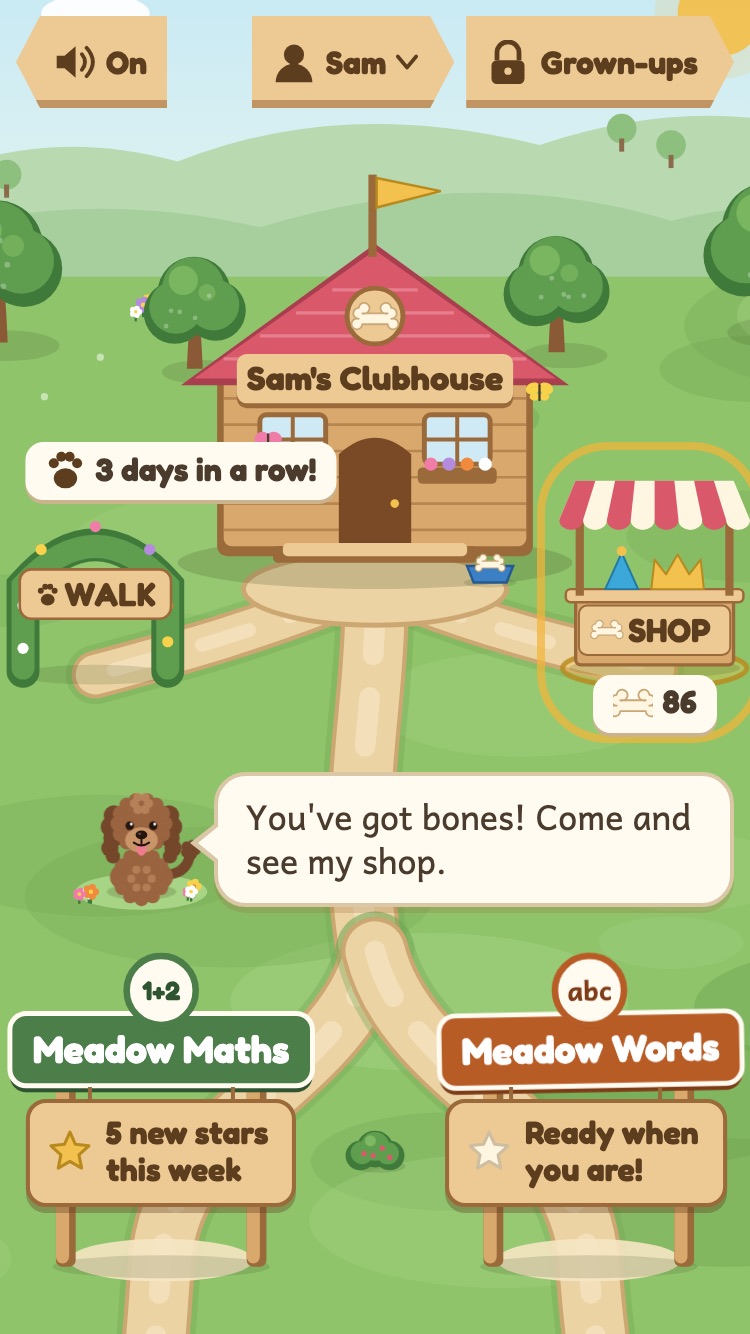 On
Sam
Grown-ups
Sam's Clubhouse
3 days in a row!
WALK
SHOP
86
You've got bones! Come and
see my shop.
1+2
Meadow Maths
5 new stars
this week
abc
Meadow Words
Ready when
you are!